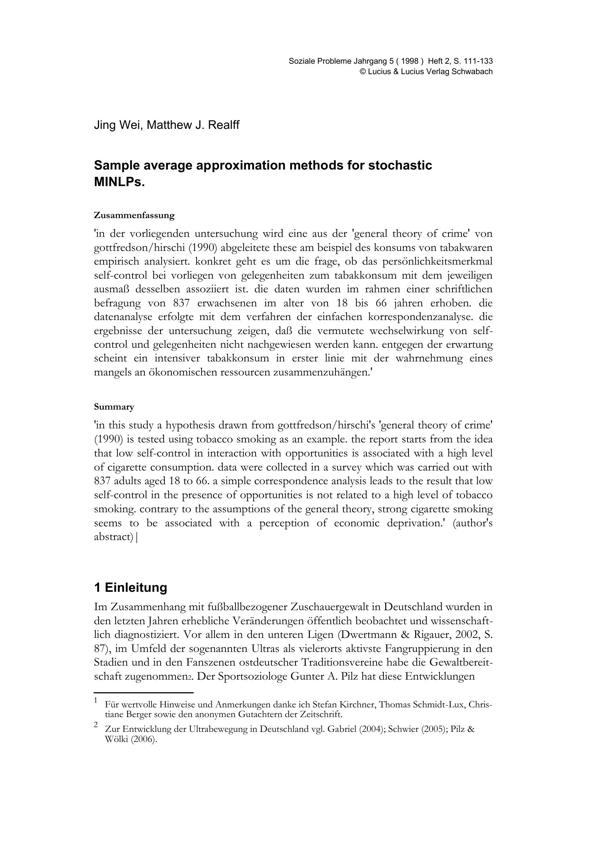 Soziale Probleme Jahrgang 5 ( 1998 ) Heft 2, S. 111-133
© Lucius & Lucius Verlag Schwabach
Jing Wei, Matthew J. Realff
Sample average approximation methods for stochastic
MINLPs.
Zusammenfassung
'in der vorliegenden untersuchung wird eine aus der 'general theory of crime' von
gottfredson/hirschi (1990) abgeleitete these am beispiel des konsums von tabakwaren
empirisch analysiert. konkret geht es um die frage, ob das persönlichkeitsmerkmal
self-control bei vorliegen von gelegenheiten zum tabakkonsum mit dem jeweiligen
ausmaß desselben assoziiert ist. die daten wurden im rahmen einer schriftlichen
befragung von 837 erwachsenen im alter von 18 bis 66 jahren erhoben. die
datenanalyse erfolgte mit dem verfahren der einfachen korrespondenzanalyse. die
ergebnisse der untersuchung zeigen, daß die vermutete wechselwirkung von self-
control und gelegenheiten nicht nachgewiesen werden kann. entgegen der erwartung
scheint ein intensiver tabakkonsum in erster linie mit der wahrnehmung eines
mangels an ökonomischen ressourcen zusammenzuhängen.'
Summary
'in this study a hypothesis drawn from gottfredson/hirschi's 'general theory of crime'
(1990) is tested using tobacco smoking as an example. the report starts from the idea
that low self-control in interaction with opportunities is associated with a high level
of cigarette consumption. data were collected in a survey which was carried out with
837 adults aged 18 to 66. a simple correspondence analysis leads to the result that low
self-control in the presence of opportunities is not related to a high level of tobacco
smoking. contrary to the assumptions of the general theory, strong cigarette smoking
seems to be associated with a perception of economic deprivation.' (author's
abstract)|
1 Einleitung
Im Zusammenhang mit fußballbezogener Zuschauergewalt in Deutschland wurden in
den letzten Jahren erhebliche Veränderungen öffentlich beobachtet und wissenschaft-
lich diagnostiziert. Vor allem in den unteren Ligen (Dwertmann & Rigauer, 2002, S.
87), im Umfeld der sogenannten Ultras als vielerorts aktivste Fangruppierung in den
Stadien und in den Fanszenen ostdeutscher Traditionsvereine habe die Gewaltbereit-
schaft zugenommen2. Der Sportsoziologe Gunter A. Pilz hat diese Entwicklungen
1 Für wertvolle Hinweise und Anmerkungen danke ich Stefan Kirchner, Thomas Schmidt-Lux, Chris-
tiane Berger sowie den anonymen Gutachtern der Zeitschrift.
2 Zur Entwicklung der Ultrabewegung in Deutschland vgl. Gabriel (2004); Schwier (2005); Pilz &
Wölki (2006).